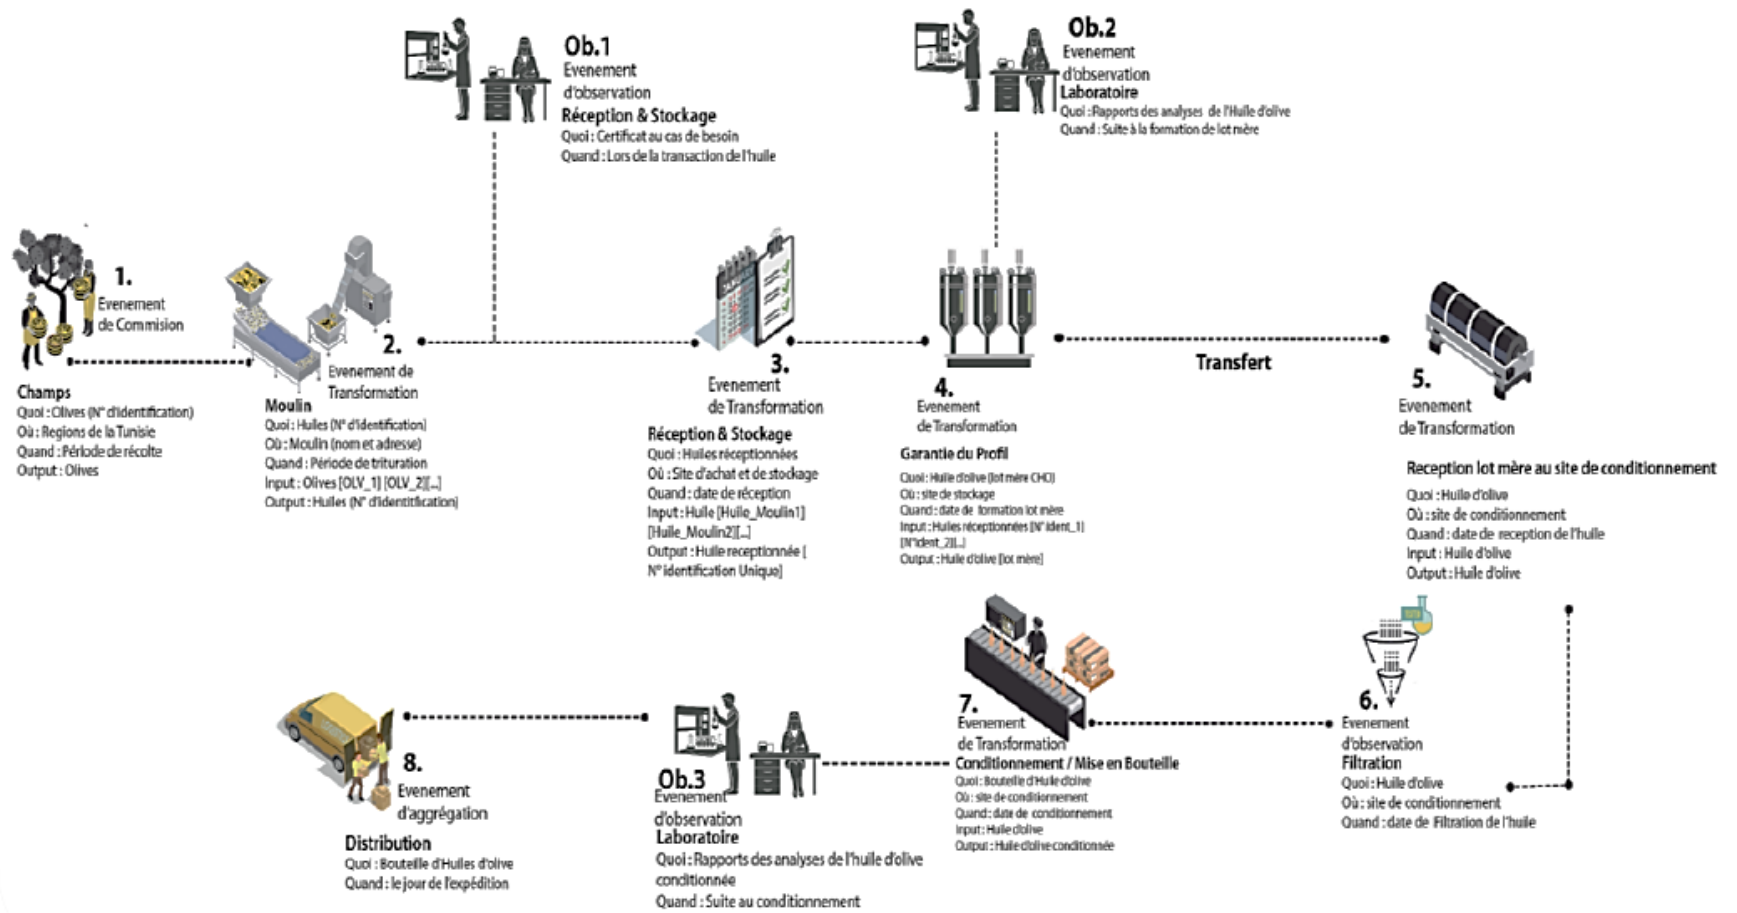 Ob.1
Evenement
d'observation
Réception & Stockage
Quoi : Certificat au cas de besoin
Quand : Lors de la transaction de l'huile
Ob.2
Evenement
d'observation
Laboratoire
Quoi : Rapports des analyses de l'Huile d'olive
Quand : Suite à la formation de lot mère
1.
Evenement
de Commision
Champs
Quoi : Olives (N° d'identification)
Où : Regions de la Tunisie
Quand : Période de récolte
Output : Olives
2.
Evenement de
Transformation
Moulin
Quoi : Huiles (N° d'identification)
Où : Moulin (nom et adresse)
Quand : Période de trituration
Input : Olives [OLV_1] [OLV_2][...]
Output : Huiles (N° d'identitification)
3.
Evenement
de Transformation
Réception & Stockage
Quoi : Huiles réceptionnées
Où : Site d'achat et de stockage
Quand : date de réception
Input : Huile [Huile_Moulin1]
[Huile_Moulin2][...]
Output : Huile receptionnée [
N° identification Unique]
4.
Evenement
de Transformation
Garantie du Profil
Quoi : Huile d'olive (lot mère CHO)
Où : site de stockage
Quand : date de formation lot mère
Input : Huiles réceptionnées [N° ident_1]
[N°ident_2][...]
Output : Huile d'olive [lot mère]
Transfert
5.
Evenement
de Transformation
Reception lot mère au site de conditionnement
Quoi : Huile d'olive
Où : site de conditionnement
Quand : date de reception de l'huile
Input : Huile d'olive
Output : Huile d'olive
6.
Evenement
d'observation
Filtration
Quoi : Huile d'olive
Où : site de conditionnement
Quand : date de Filtration de l'huile
7.
Evenement
de Transformation
Conditionnement / Mise en Bouteille
Quoi : Bouteille d'Huile d'olive
Où : site de conditionnement
Quand : date de conditionnement
Input : Huile d'olive
Output : Huile d'olive conditionnée
Ob.3
Evenement
d'observation
Laboratoire
Quoi : Rapports des analyses de l'huile d'olive
conditionnée
Quand : Suite au conditionnement
8.
Evenement
d'aggrégation
Distribution
Quoi : Bouteille d'Huiles d'olive
Quand : le jour de l'expédition